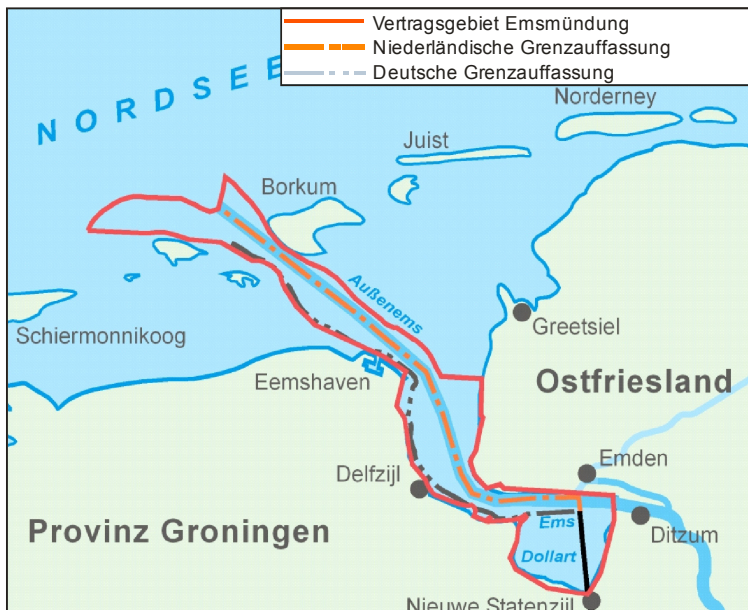 Vertragsgebiet Emsmündung
Niederländische Grenzauffassung
Deutsche Grenzauffassung
NORDSEE
Norderney
Juist
Borkum
Außenems
Schiermonnikoog
Greetsiel
Eemshaven
Ostfriesland
Delfzijl
Emden
Provinz Groningen
Ems
Ditzum
Dollart
Nieuwe Statenzijl